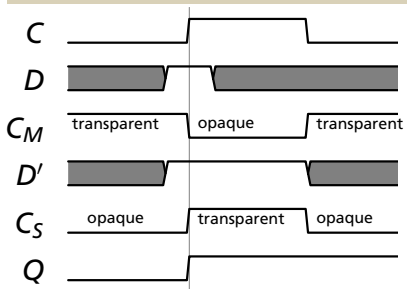 C
D
C_M transparent opaque transparent
D′
C_S opaque transparent opaque
Q